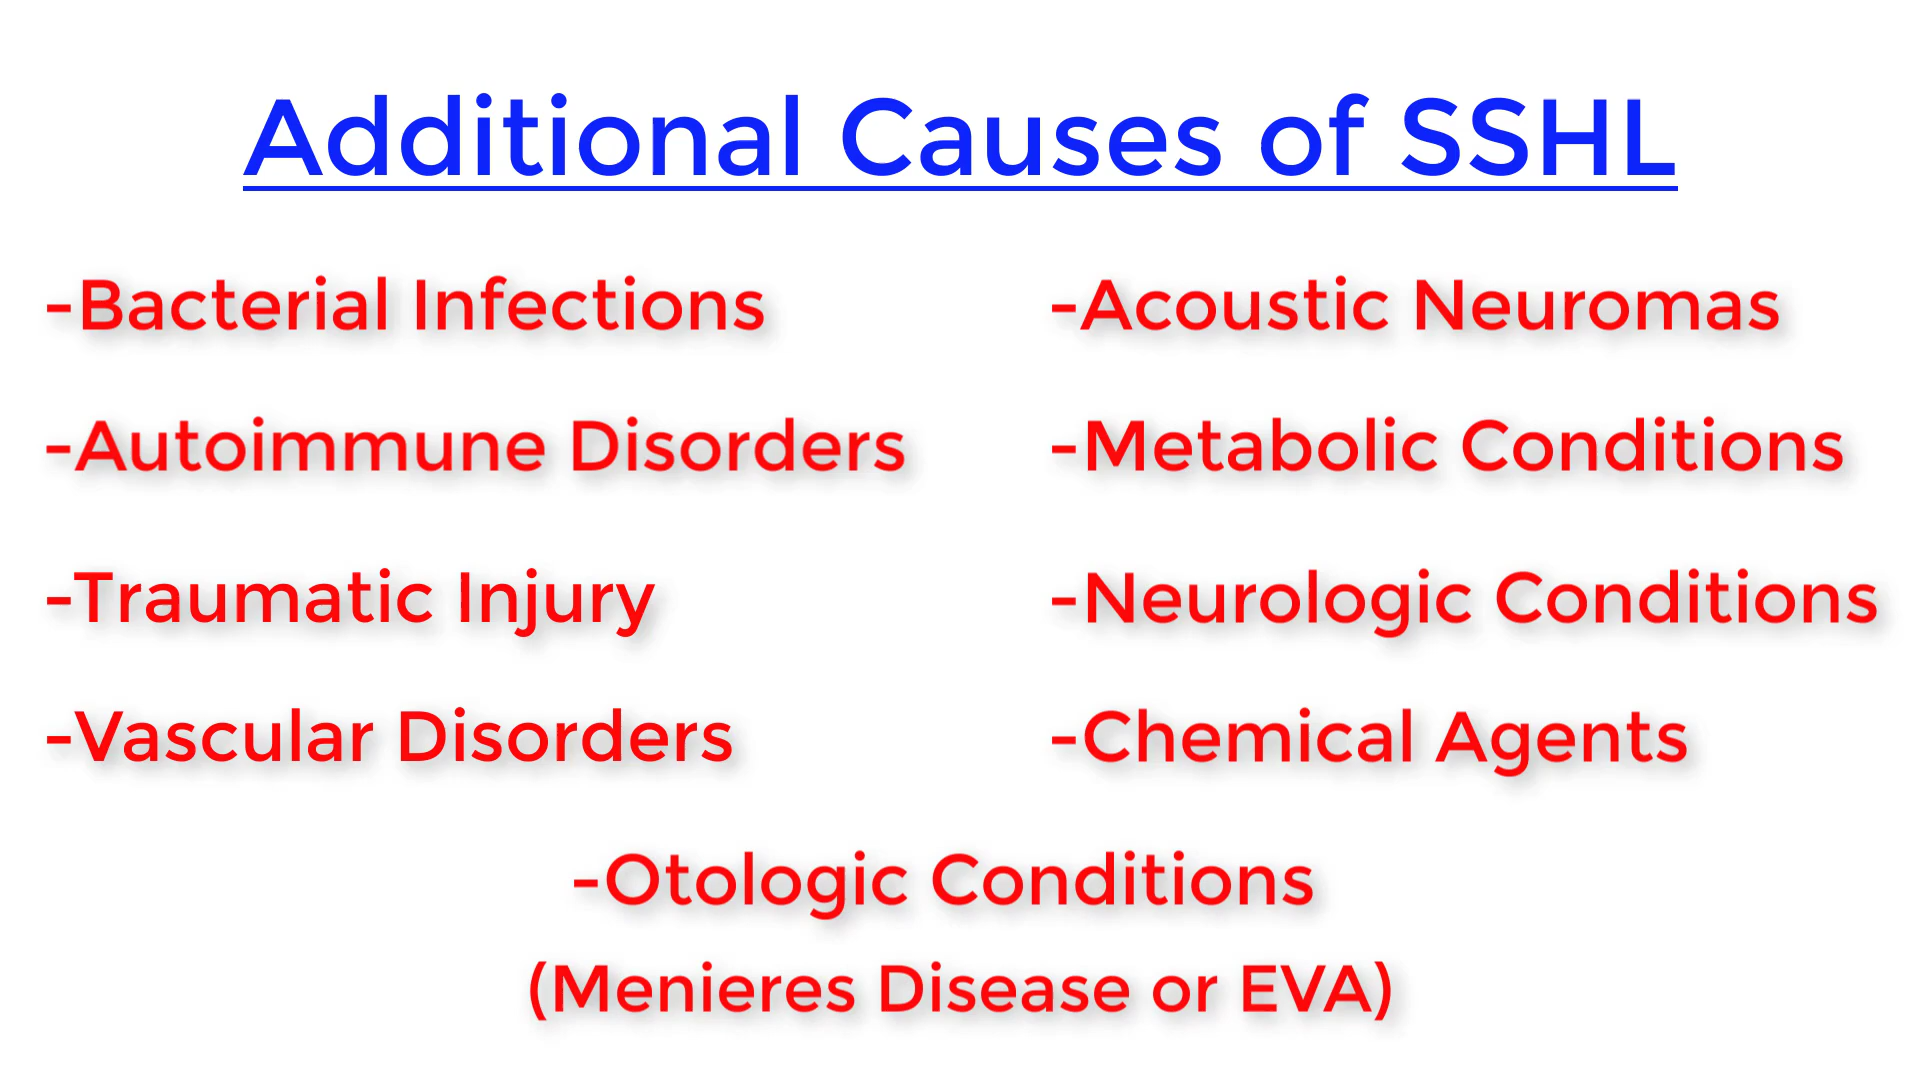 Additional Causes of SSHL
-Bacterial Infections
-Autoimmune Disorders
-Traumatic Injury
-Vascular Disorders
-Acoustic Neuromas
-Metabolic Conditions
-Neurologic Conditions
-Chemical Agents
-Otologic Conditions
(Menieres Disease or EVA)